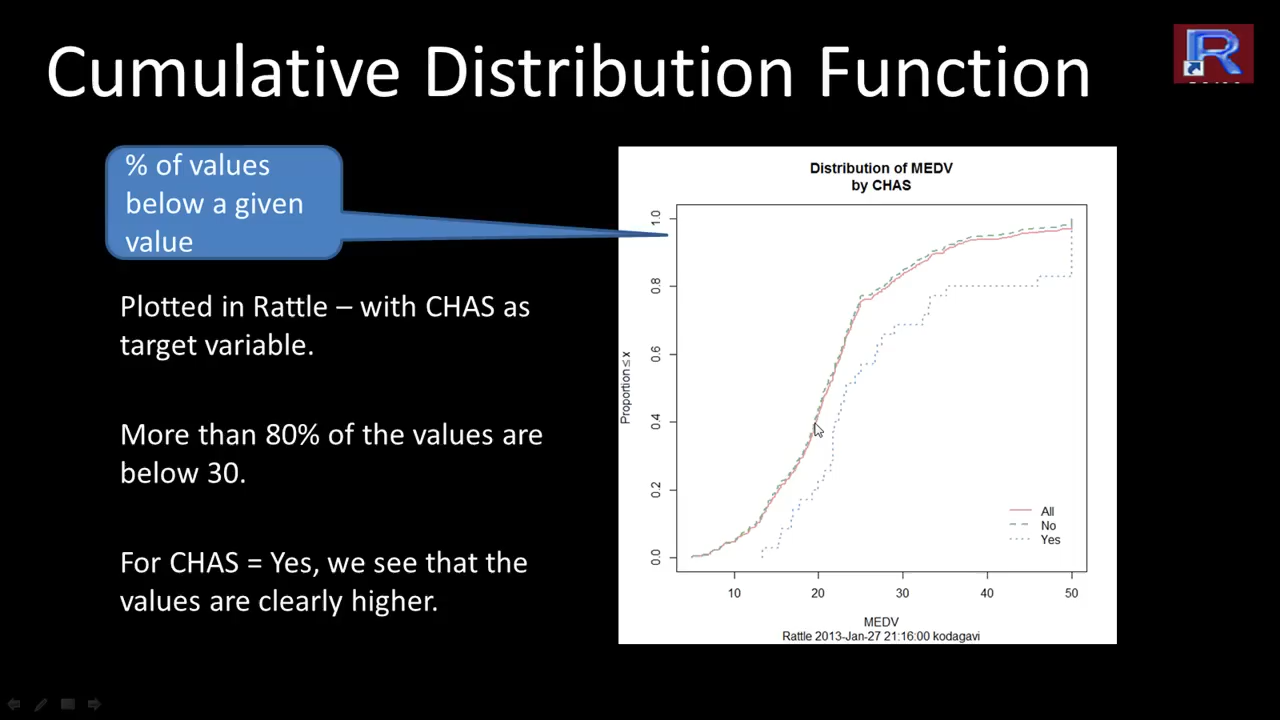 Cumulative Distribution Function
% of values
below a given
value
Plotted in Rattle – with CHAS as
target variable.
More than 80% of the values are
below 30.
For CHAS = Yes, we see that the
values are clearly higher.
Distribution of MEDV
by CHAS
Proportion ≤ x
1.0
0.8
0.6
0.4
0.2
0.0
All
No
Yes
10 20 30 40 50
MEDV
Rattle 2013-Jan-27 21:16:00 kodagavi
R